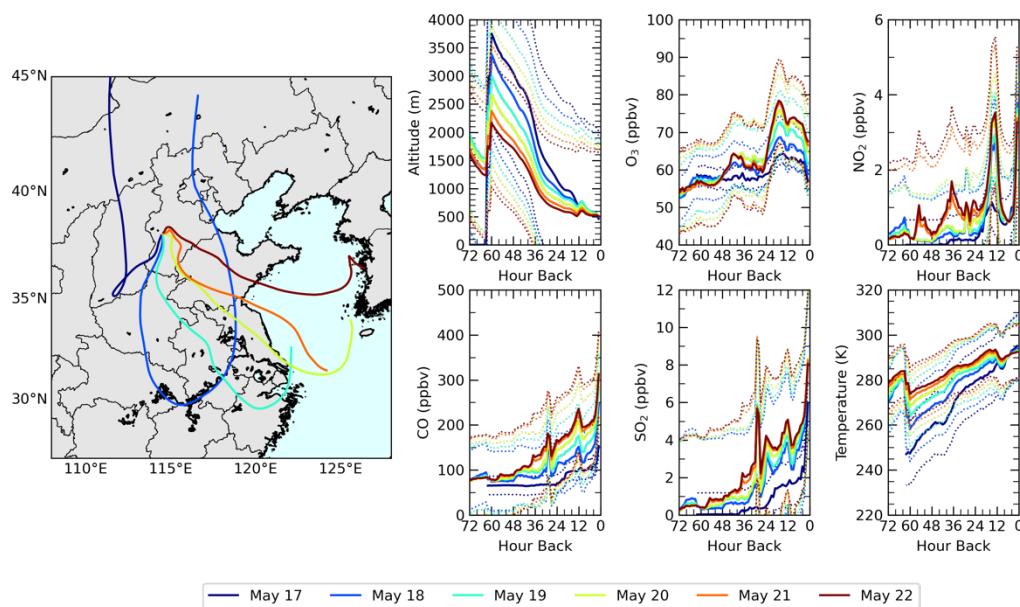 45°N
40°N
35°N
30°N
110°E
115°E
120°E
125°E
Altitude (m)
4000
3500
3000
2500
2000
1500
1000
500
0
72 60 48 36 24 12 0
Hour Back
O₃ (ppbv)
90
80
70
60
50
40
72 60 48 36 24 12 0
Hour Back
NO₂ (ppbv)
6
4
2
0
72 60 48 36 24 12 0
Hour Back
CO (ppbv)
500
400
300
200
100
0
72 60 48 36 24 12 0
Hour Back
SO₂ (ppbv)
12
10
8
6
4
2
0
72 60 48 36 24 12 0
Hour Back
Temperature (K)
320
300
280
260
240
220
72 60 48 36 24 12 0
Hour Back
May 17 May 18 May 19 May 20 May 21 May 22